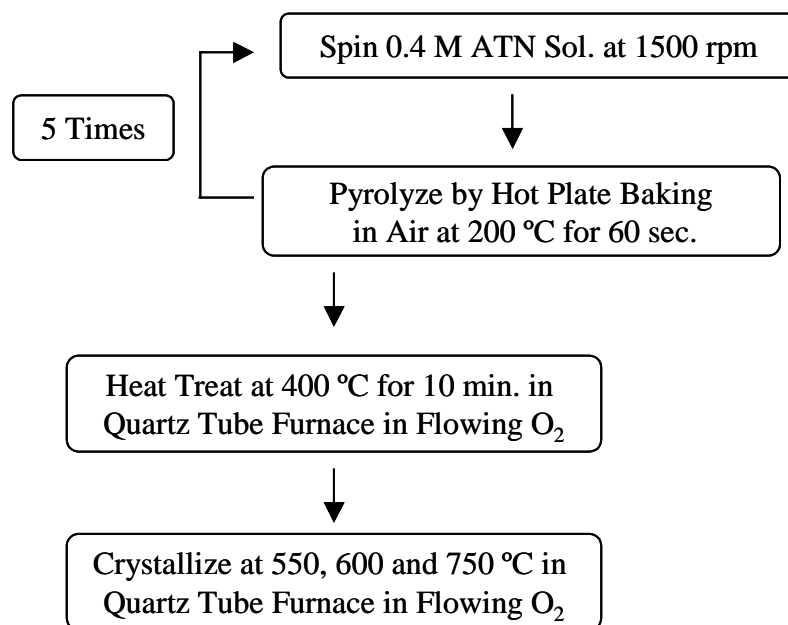 Spin 0.4 M ATN Sol. at 1500 rpm
5 Times
Pyrolyze by Hot Plate Baking
in Air at 200 ºC for 60 sec.
Heat Treat at 400 ºC for 10 min. in
Quartz Tube Furnace in Flowing O₂
Crystallize at 550, 600 and 750 ºC in
Quartz Tube Furnace in Flowing O₂